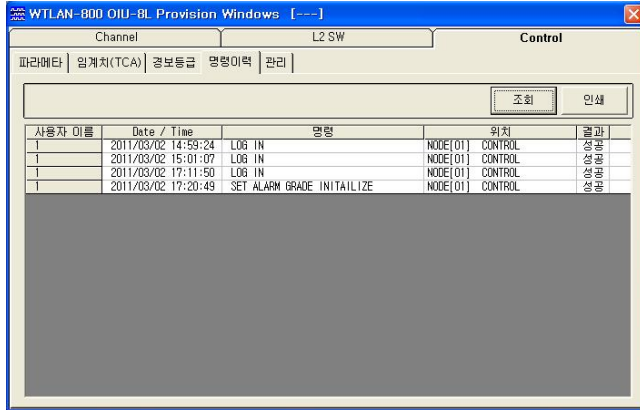 WTLAN-800 OIU-8L Provision Windows [---]
Channel L2 SW Control
파라메타 임계치(TCA) 경보등급 명령이력 관리
조회 인쇄
사용자 이름 Date / Time 명령 위치 결과
1 2011/03/02 14:59:24 LOG IN NODE[01] CONTROL 성공
1 2011/03/02 15:01:07 LOG IN NODE[01] CONTROL 성공
1 2011/03/02 17:11:50 LOG IN NODE[01] CONTROL 성공
1 2011/03/02 17:20:49 SET ALARM GRADE INITAILIZE NODE[01] CONTROL 성공